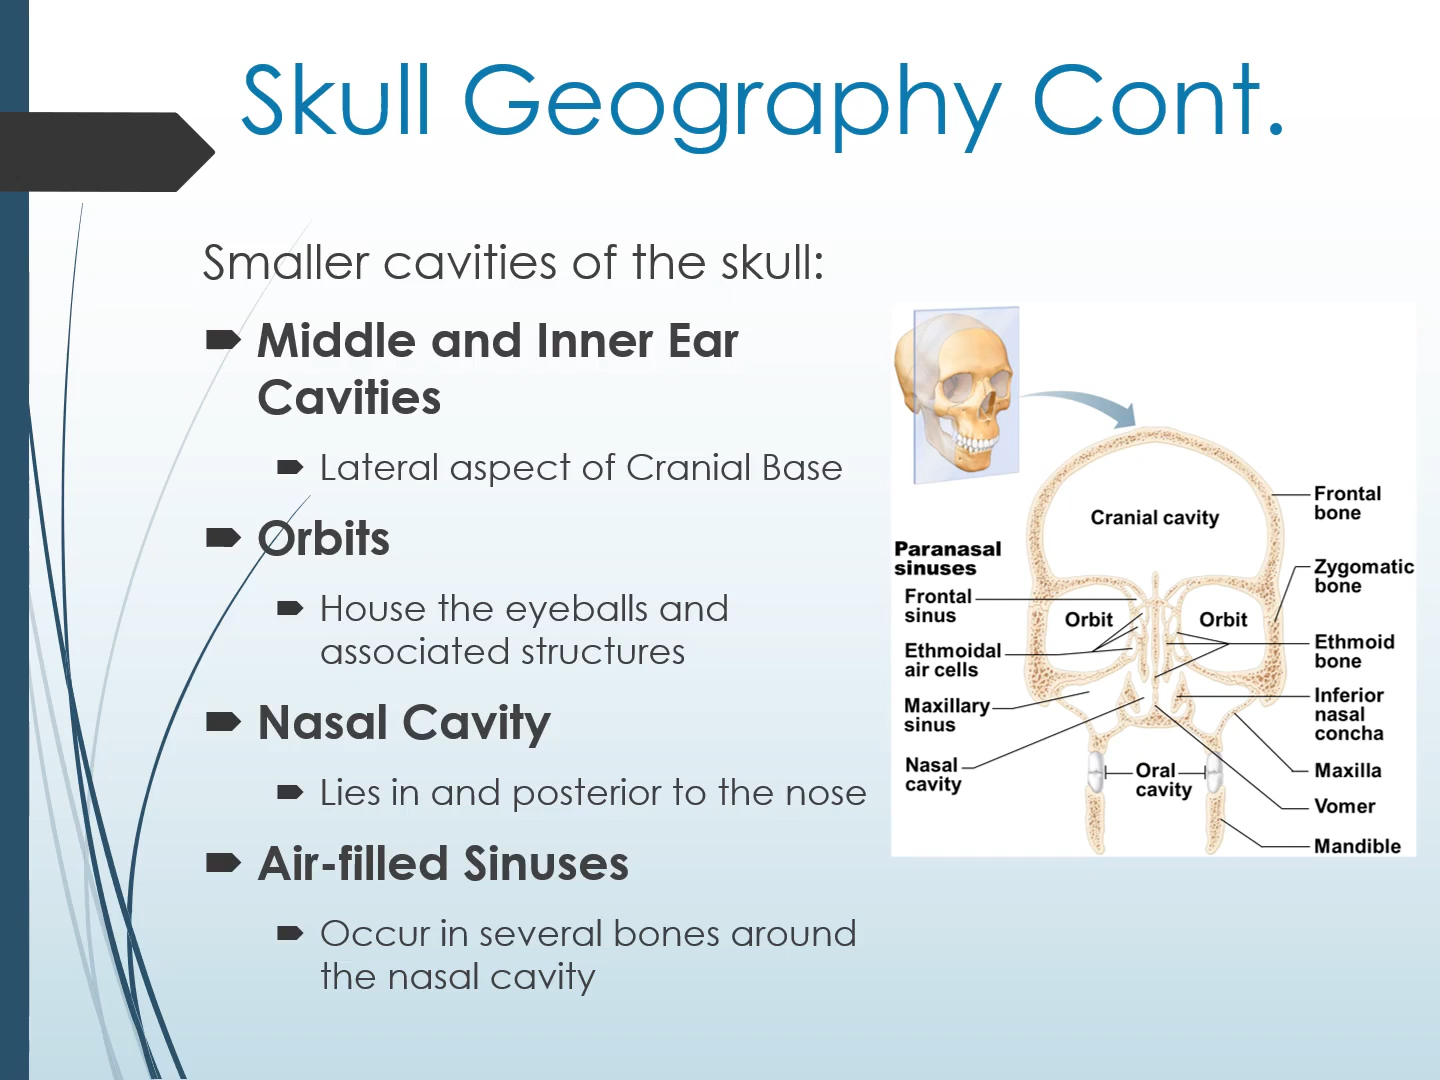 Skull Geography Cont.
Smaller cavities of the skull:
Middle and Inner Ear
Cavities
Lateral aspect of Cranial Base
Orbits
House the eyeballs and
associated structures
Nasal Cavity
Lies in and posterior to the nose
Air-filled Sinuses
Occur in several bones around
the nasal cavity
Cranial cavity
Paranasal
sinuses
Frontal
sinus
Ethmoidal
air cells
Maxillary
sinus
Nasal
cavity
Orbit
Orbit
Oral
cavity
Frontal
bone
Zygomatic
bone
Ethmoid
bone
Inferior
nasal
concha
Maxilla
Vomer
Mandible